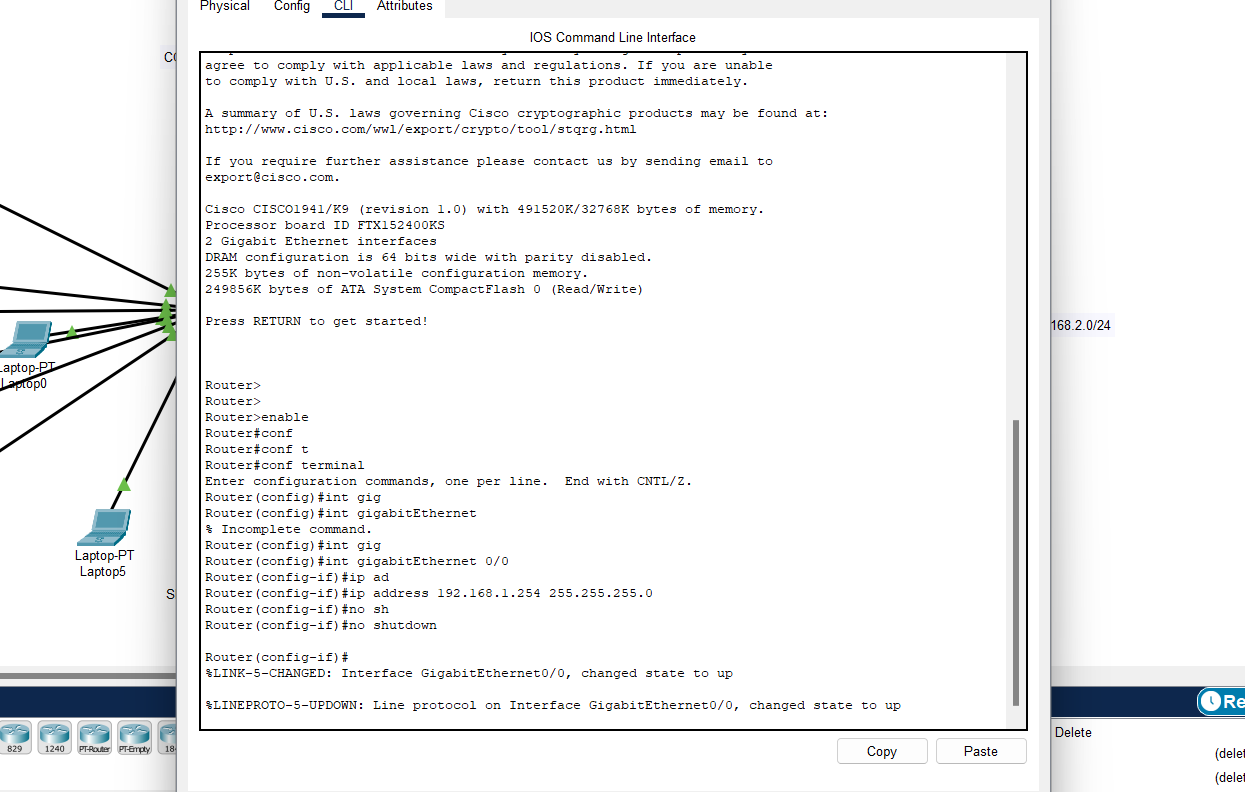 Physical Config CLI Attributes
IOS Command Line Interface
agree to comply with applicable laws and regulations. If you are unable
to comply with U.S. and local laws, return this product immediately.
A summary of U.S. laws governing Cisco cryptographic products may be found at:
http://www.cisco.com/wwl/export/crypto/tool/stqrg.html
If you require further assistance please contact us by sending email to
export@cisco.com.
Cisco CISCO1941/K9 (revision 1.0) with 491520K/32768K bytes of memory.
Processor board ID FTX152400KS
2 Gigabit Ethernet interfaces
DRAM configuration is 64 bits wide with parity disabled.
255K bytes of non-volatile configuration memory.
249856K bytes of ATA System CompactFlash 0 (Read/Write)
Press RETURN to get started!
Router>
Router>
Router>enable
Router#conf
Router#conf t
Router#conf terminal
Enter configuration commands, one per line.  End with CNTL/Z.
Router(config)#int gig
Router(config)#int gigabitEthernet
% Incomplete command.
Router(config)#int gig
Router(config)#int gigabitEthernet 0/0
Router(config-if)#ip ad
Router(config-if)#ip address 192.168.1.254 255.255.255.0
Router(config-if)#no sh
Router(config-if)#no shutdown
Router(config-if)#
%LINK-5-CHANGED: Interface GigabitEthernet0/0, changed state to up
%LINEPROTO-5-UPDOWN: Line protocol on Interface GigabitEthernet0/0, changed state to up
Copy Paste
Laptop-PT
Laptop0
Laptop-PT
Laptop5
168.2.0/24
829 1240 PT-Router PT-Empty 18
Re
Delete
(delet
(delet